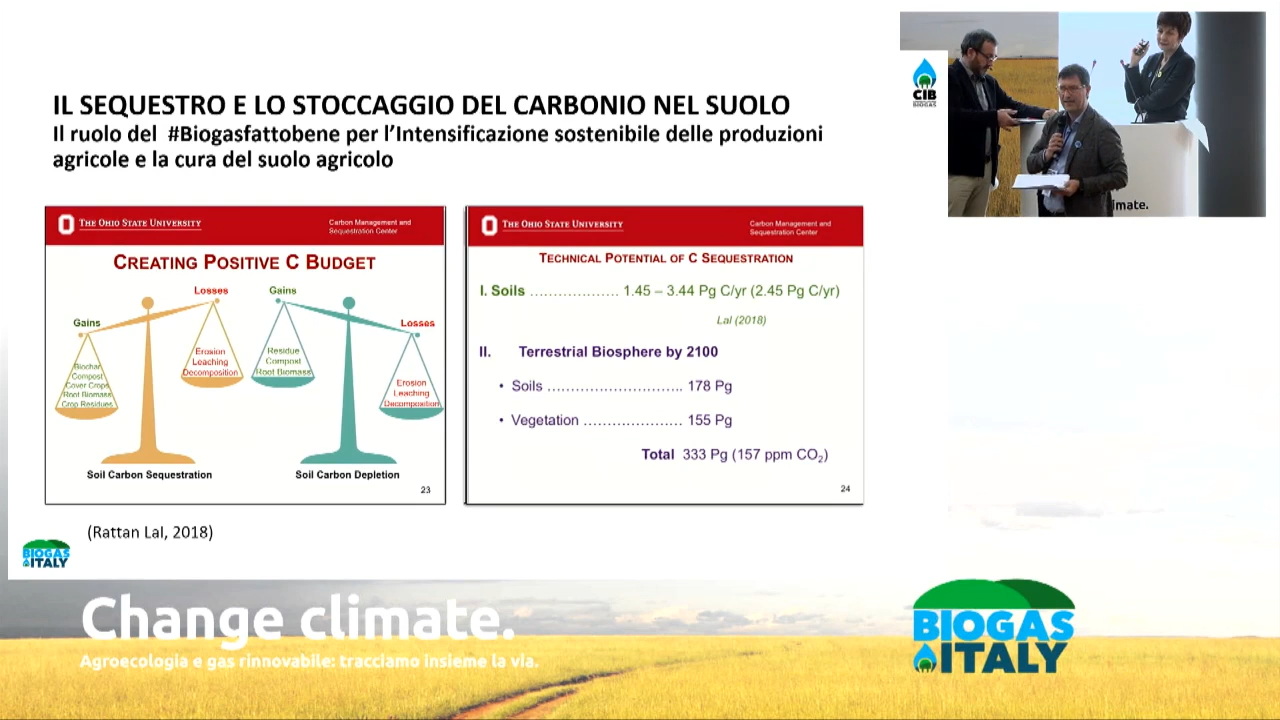 IL SEQUESTRO E LO STOCCAGGIO DEL CARBONIO NEL SUOLO
Il ruolo del #Biogasfattobene per l'Intensificazione sostenibile delle produzioni
agricole e la cura del suolo agricolo
CIB
BIOGAS
imate.
THE OHIO STATE UNIVERSITY
Carbon Management and
Sequestration Center
CREATING POSITIVE C BUDGET
Losses
Gains
Gains
Losses
Biochar
Compost
Cover Crops
Root Biomass
Crop Residues
Erosion
Leaching
Decomposition
Residue
Compost
Root Biomass
Erosion
Leaching
Decomposition
Soil Carbon Sequestration
Soil Carbon Depletion
23
THE OHIO STATE UNIVERSITY
Carbon Management and
Sequestration Center
TECHNICAL POTENTIAL OF C SEQUESTRATION
I. Soils ................... 1.45 – 3.44 Pg C/yr (2.45 Pg C/yr)
Lal (2018)
II. Terrestrial Biosphere by 2100
• Soils ............................. 178 Pg
• Vegetation ..................... 155 Pg
Total 333 Pg (157 ppm CO₂)
24
(Rattan Lal, 2018)
BIOGAS
ITALY
Change climate.
Agroecologia e gas rinnovabile: tracciamo insieme la via.
BIOGAS
ITALY